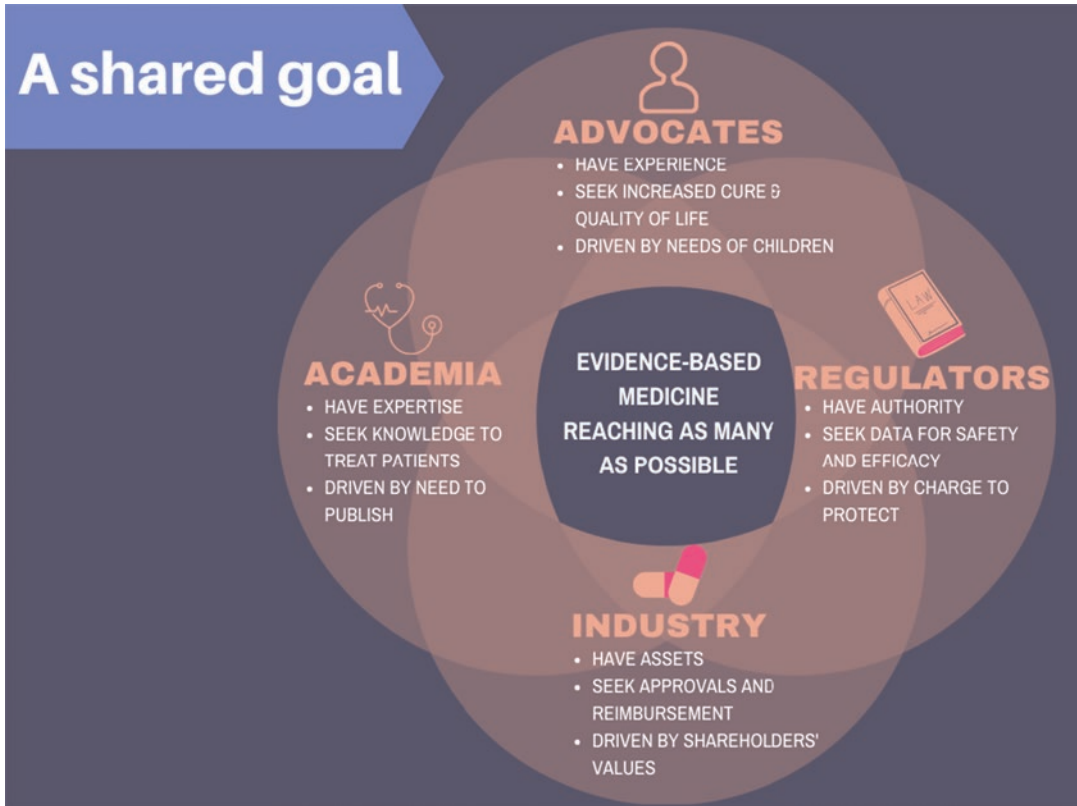 A shared goal
ADVOCATES
• HAVE EXPERIENCE
• SEEK INCREASED CURE &
QUALITY OF LIFE
• DRIVEN BY NEEDS OF CHILDREN
ACADEMIA
• HAVE EXPERTISE
• SEEK KNOWLEDGE TO
TREAT PATIENTS
• DRIVEN BY NEED TO
PUBLISH
EVIDENCE-BASED
MEDICINE
REACHING AS MANY
AS POSSIBLE
LAW
REGULATORS
• HAVE AUTHORITY
• SEEK DATA FOR SAFETY
AND EFFICACY
• DRIVEN BY CHARGE TO
PROTECT
INDUSTRY
• HAVE ASSETS
• SEEK APPROVALS AND
REIMBURSEMENT
• DRIVEN BY SHAREHOLDERS'
VALUES